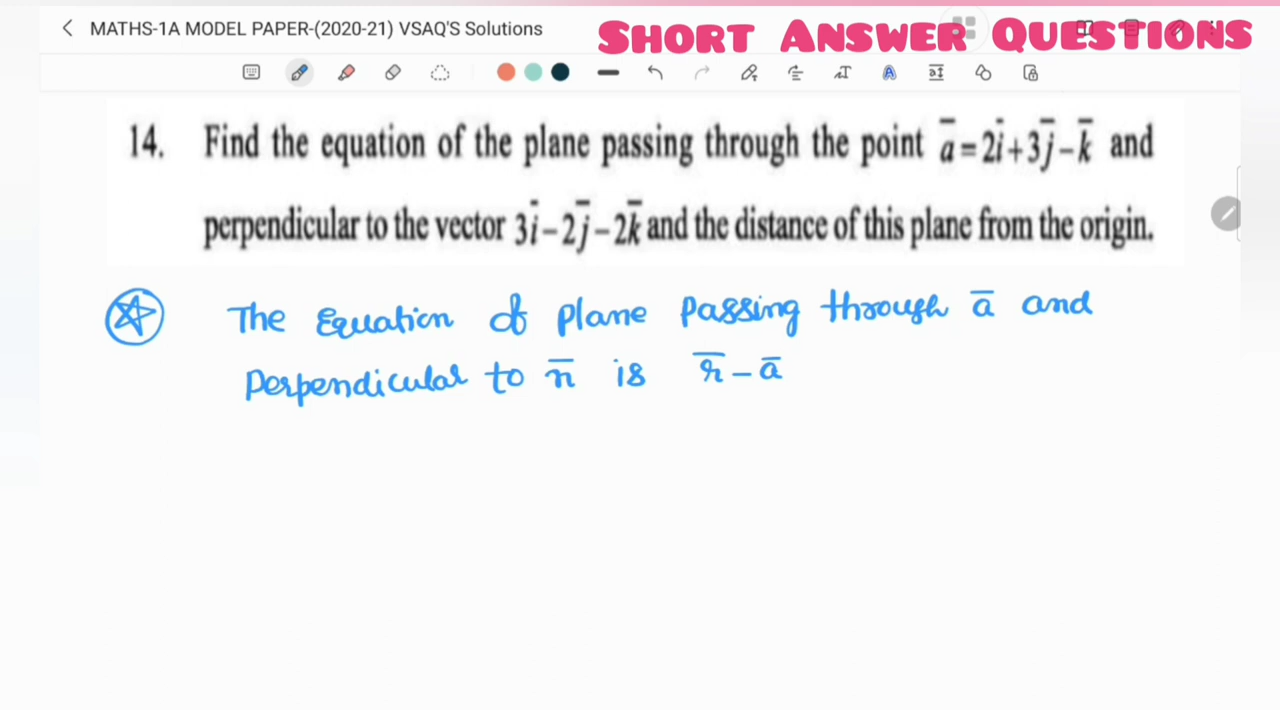 MATHS-1A MODEL PAPER-(2020-21) VSAQ'S Solutions
SHORT ANSWER QUESTIONS
14. Find the equation of the plane passing through the point a̅ = 2i̅ + 3j̅ − k̅ and
perpendicular to the vector 3i̅ − 2j̅ − 2k̅ and the distance of this plane from the origin.
The Equation of plane passing through a̅ and
Perpendicular to n̅ is r̅ − a̅